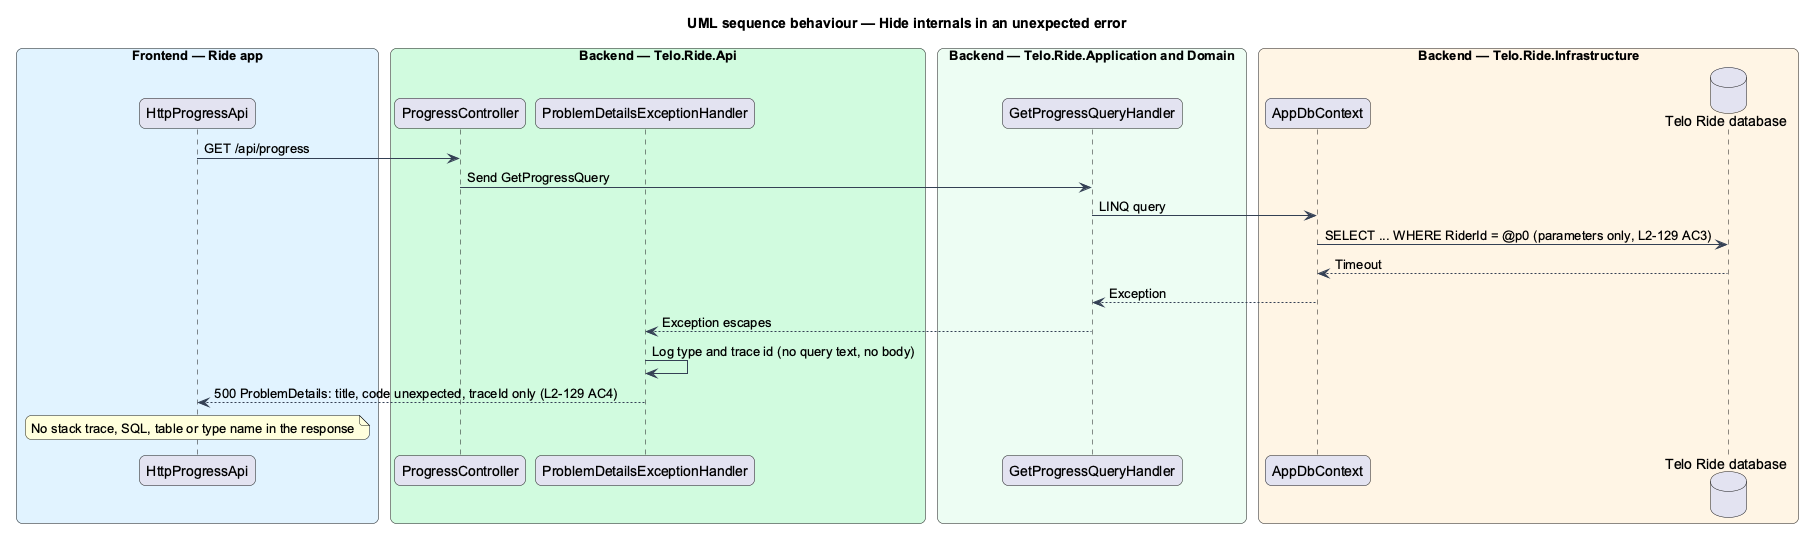 UML sequence behaviour — Hide internals in an unexpected error
Frontend — Ride app
Backend — Telo.Ride.Api
Backend — Telo.Ride.Application and Domain
Backend — Telo.Ride.Infrastructure
HttpProgressApi
ProgressController
ProblemDetailsExceptionHandler
GetProgressQueryHandler
AppDbContext
Telo Ride database
GET /api/progress
Send GetProgressQuery
LINQ query
SELECT ... WHERE RiderId = @p0 (parameters only, L2-129 AC3)
Timeout
Exception
Exception escapes
Log type and trace id (no query text, no body)
500 ProblemDetails: title, code unexpected, traceId only (L2-129 AC4)
No stack trace, SQL, table or type name in the response
HttpProgressApi
ProgressController
ProblemDetailsExceptionHandler
GetProgressQueryHandler
AppDbContext
Telo Ride database